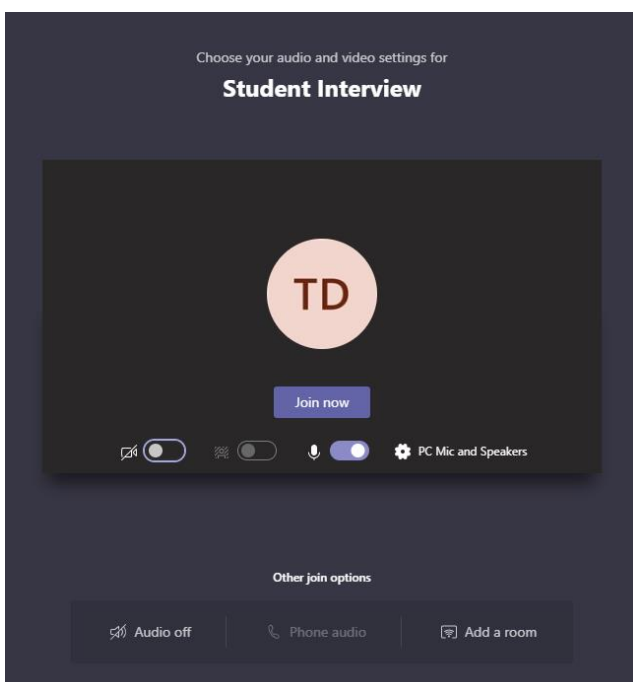 Choose your audio and video settings for
Student Interview
TD
Join now
PC Mic and Speakers
Other join options
Audio off
Phone audio
Add a room